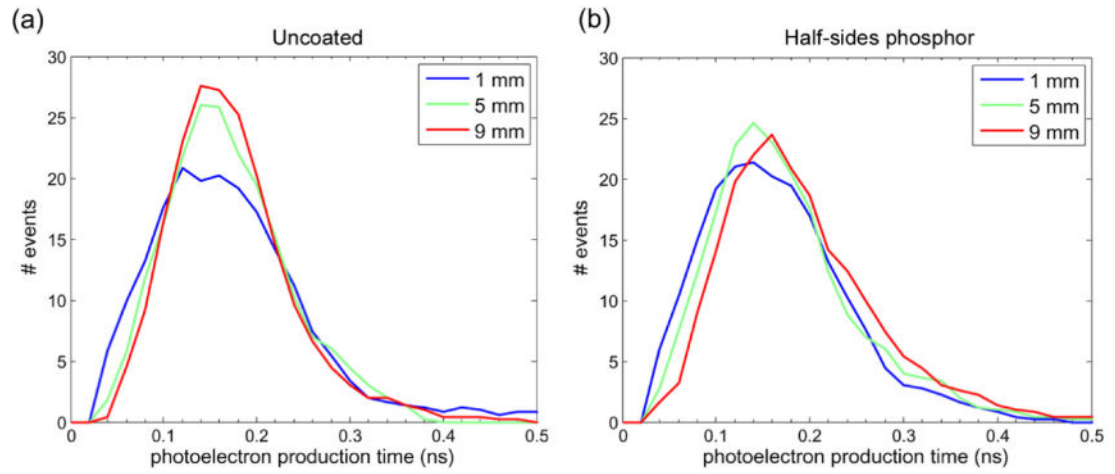 (a)
Uncoated
30
25
20
15
10
5
0
# events
1 mm
5 mm
9 mm
0 0.1 0.2 0.3 0.4 0.5
photoelectron production time (ns)
(b)
Half-sides phosphor
30
25
20
15
10
5
0
# events
1 mm
5 mm
9 mm
0 0.1 0.2 0.3 0.4 0.5
photoelectron production time (ns)